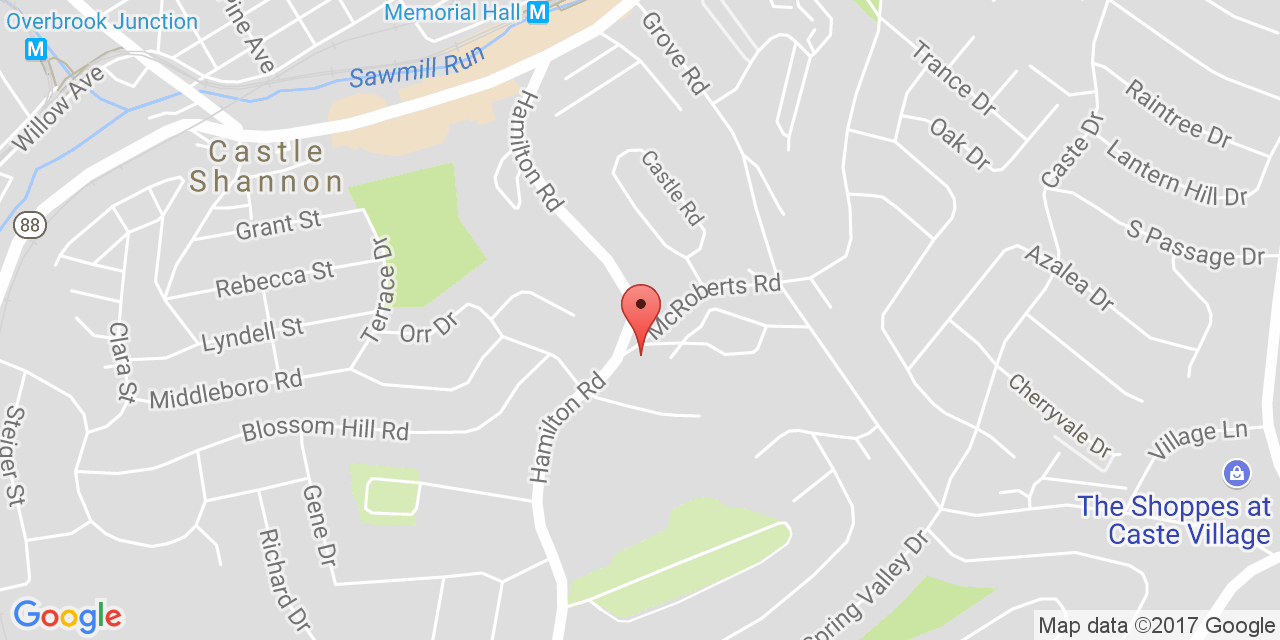 Overbrook Junction
M
Pine Ave
Memorial Hall M
Sawmill Run
Willow Ave
Grove Rd
Trance Dr
Raintree Dr
Oak Dr
Caste Dr
Lantern Hill Dr
Castle
Shannon
Hamilton Rd
Castle Rd
88
Grant St
S Passage Dr
Rebecca St
Terrace Dr
Azalea Dr
McRoberts Rd
Lyndell St
Orr Dr
Clara St
Middleboro Rd
Hamilton Rd
Cherryvale Dr
Steiger St
Blossom Hill Rd
Village Ln
Gene Dr
The Shoppes at
Caste Village
Richard Dr
Spring Valley Dr
Google
Map data ©2017 Google